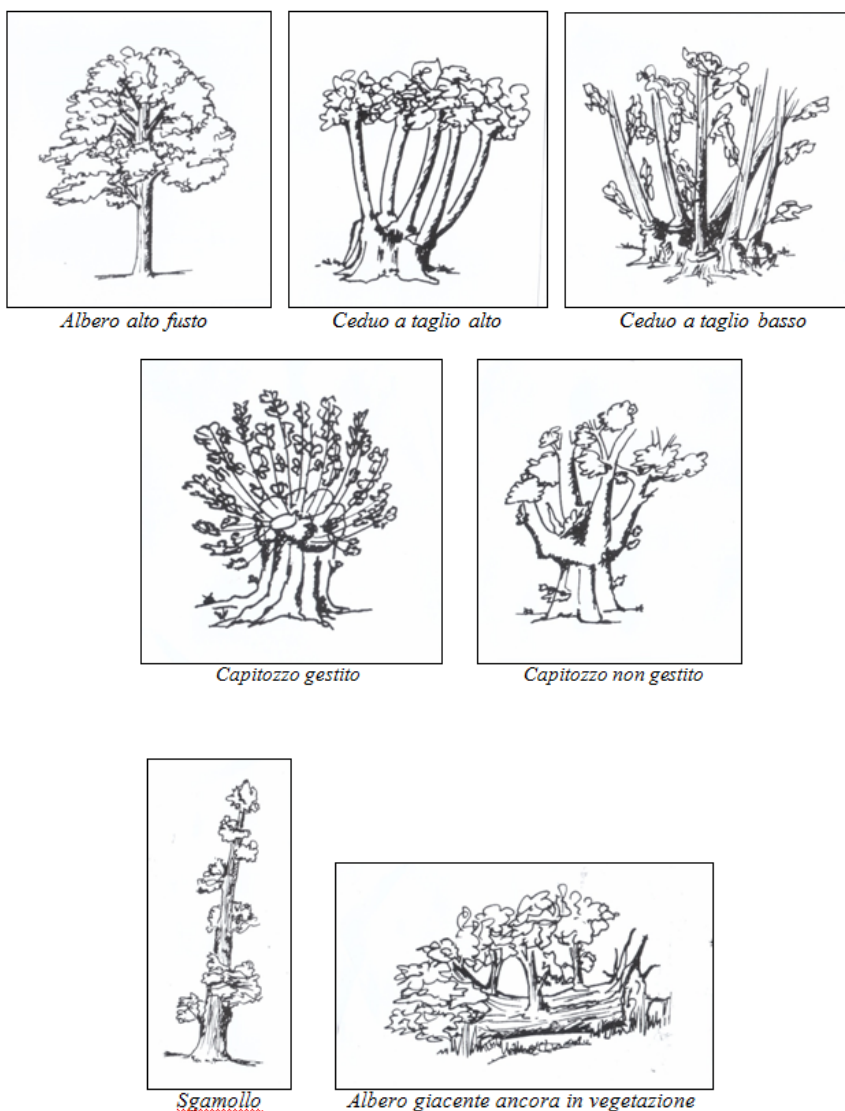 Albero alto fusto
Ceduo a taglio alto
Ceduo a taglio basso
Capitozzo gestito
Capitozzo non gestito
Sgamollo
Albero giacente ancora in vegetazione